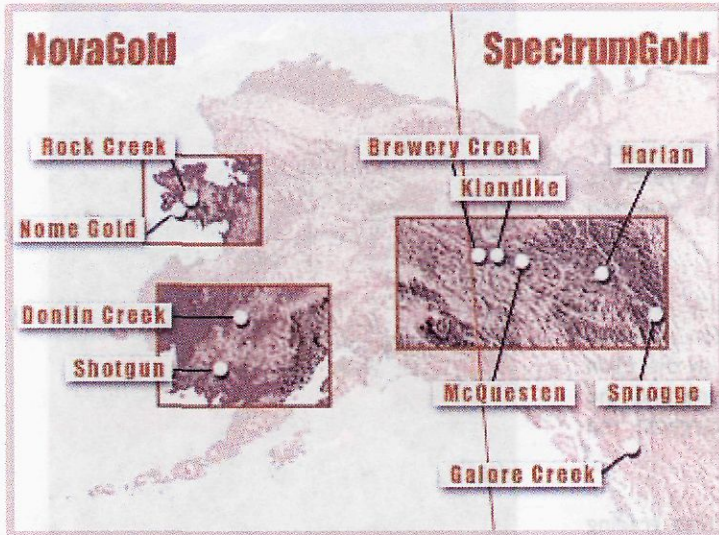 NovaGold
SpectrumGold
Rock Creek
Brewery Creek
Harlan
Klondike
Nome Gold
Donlin Creek
Shotgun
McQuesten
Sprogge
Galore Creek